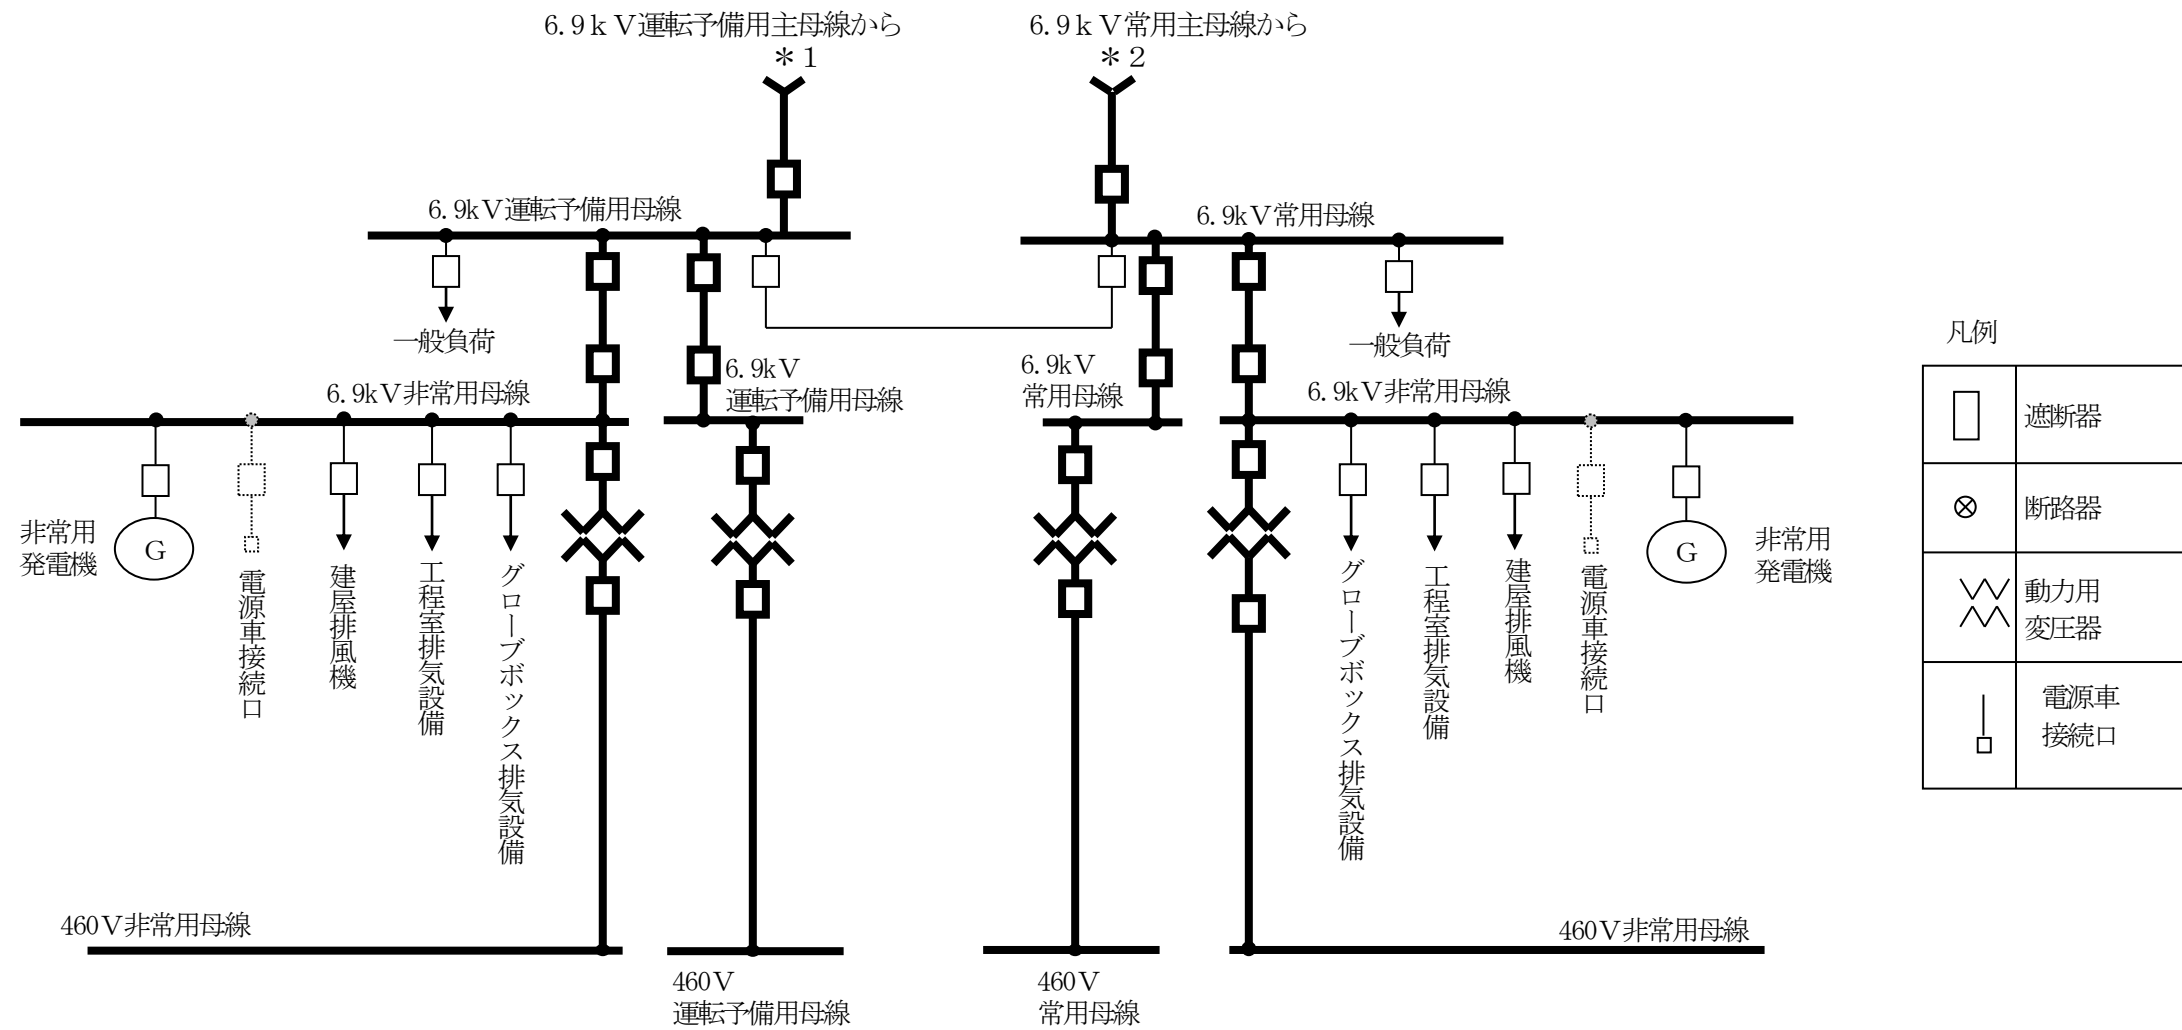 6.9ｋＶ運転予備用主母線から
＊1
6.9ｋＶ常用主母線から
＊2
6.9kＶ運転予備用母線
6.9kＶ常用母線
一般負荷
一般負荷
6.9kＶ
運転予備用母線
6.9kＶ
常用母線
6.9kＶ非常用母線
6.9kＶ非常用母線
非常用
発電機
G
電源車接続口
建屋排風機
工程室排気設備
グローブボックス排気設備
グローブボックス排気設備
工程室排気設備
建屋排風機
電源車接続口
G
非常用
発電機
460Ｖ非常用母線
460Ｖ
運転予備用母線
460Ｖ
常用母線
460Ｖ非常用母線
凡例
遮断器
断路器
動力用
変圧器
電源車
接続口